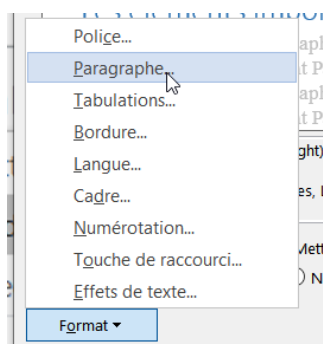 Police...
Paragraphe...
Tabulations...
Bordure...
Langue...
Cadre...
Numérotation...
Touche de raccourci...
Effets de texte...
Format